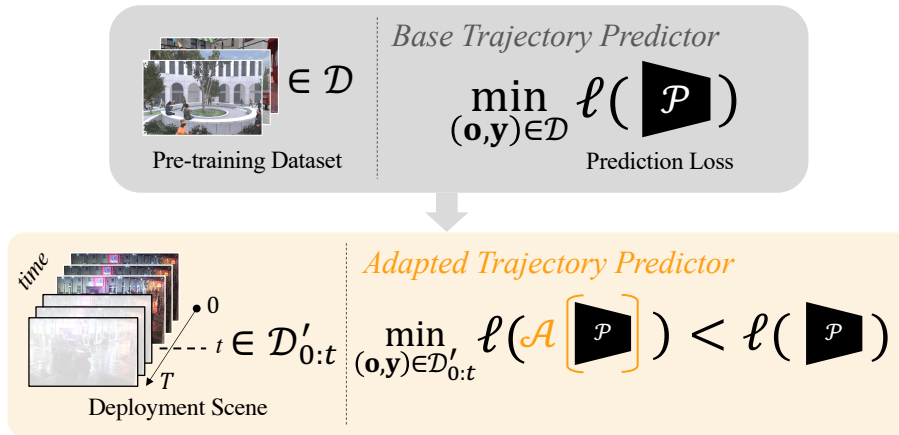 ∈ 𝒟
Pre-training Dataset
Base Trajectory Predictor
min ℓ( 𝒫 )
(𝐨,𝐲)∈𝒟
Prediction Loss
time
0
t
T
∈ 𝒟′₀:ₜ
Deployment Scene
Adapted Trajectory Predictor
min ℓ(𝒜[ 𝒫 ]) < ℓ( 𝒫 )
(𝐨,𝐲)∈𝒟′₀:ₜ